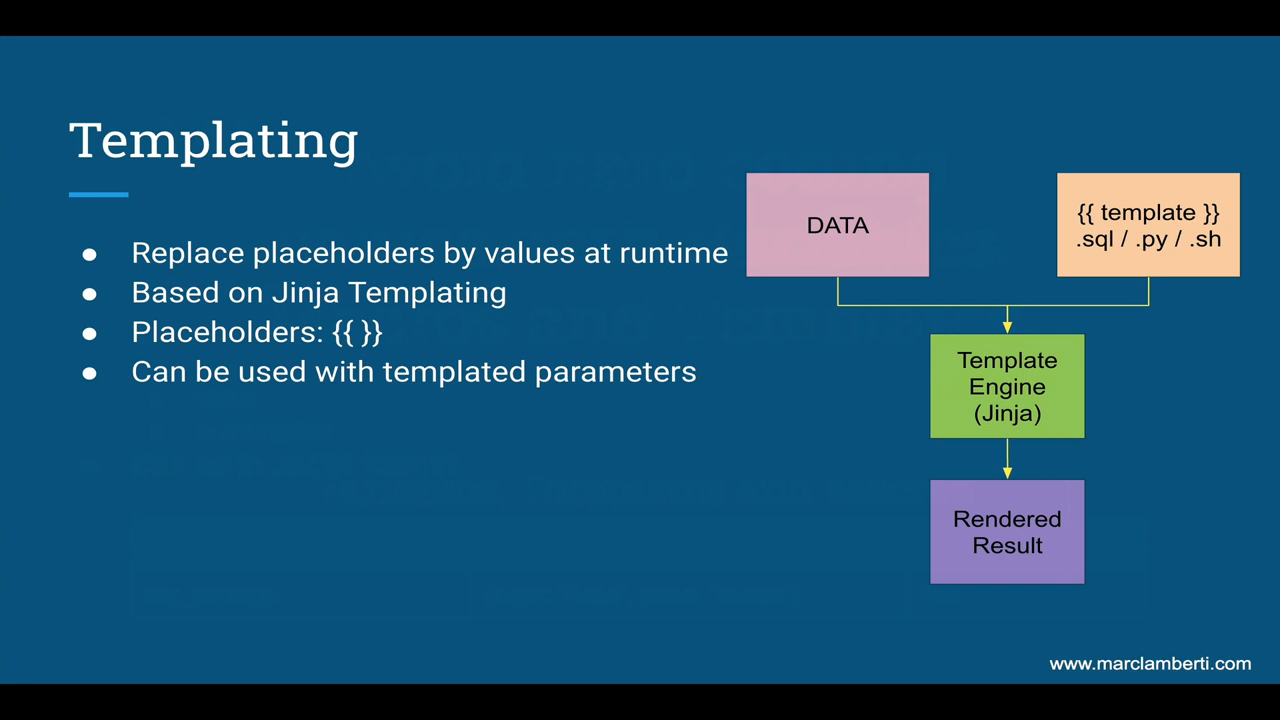 Templating
● Replace placeholders by values at runtime
● Based on Jinja Templating
● Placeholders: {{ }}
● Can be used with templated parameters
DATA
{{ template }}
.sql / .py / .sh
Template
Engine
(Jinja)
Rendered
Result
www.marclamberti.com